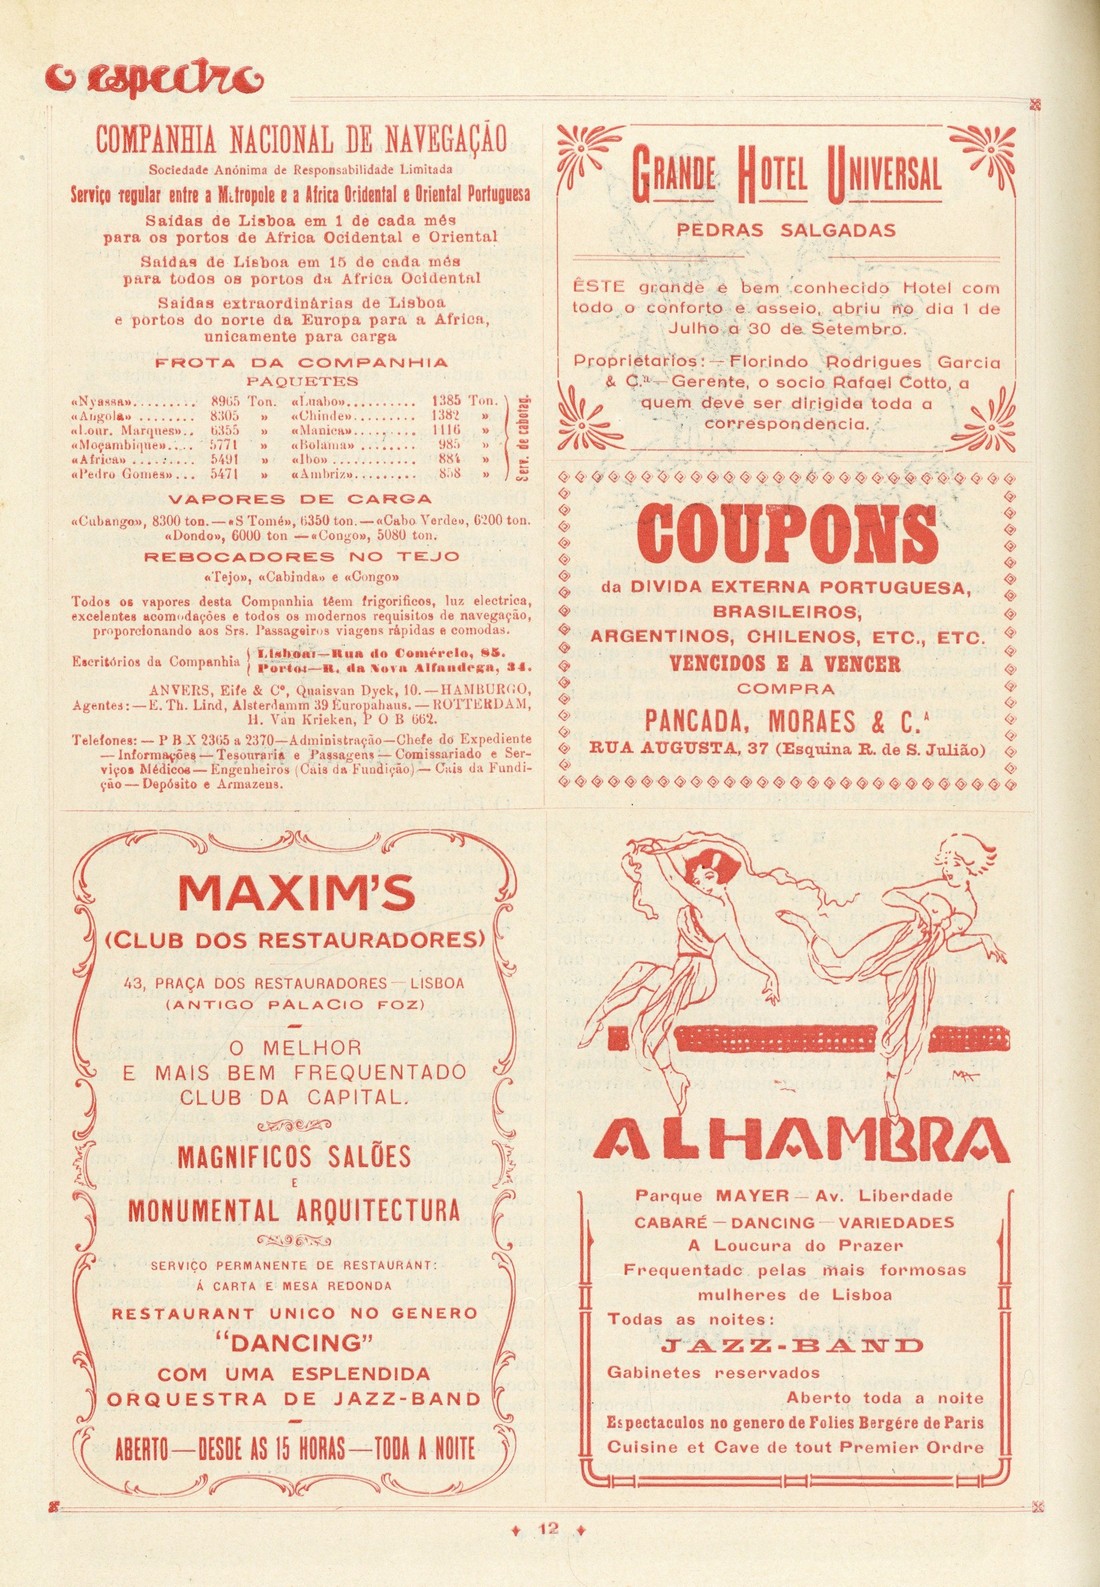 O espectro
COMPANHIA NACIONAL DE NAVEGAÇÃO
Sociedade Anónima de Responsabilidade Limitada
Serviço regular entre a Metropole e a Africa Oridental e Oriental Portuguesa
Saídas de Lisboa em 1 de cada mês
para os portos de Africa Ocidental e Oriental
Saídas de Lisboa em 15 de cada mês
para todos os portos da Africa Ocidental
Saídas extraordinárias de Lisboa
e portos do norte da Europa para a Africa,
unicamente para carga
FROTA DA COMPANHIA
PAQUETES
«Nyassa»......... 8965 Ton. «Luabo».......... 1385 Ton.
«Angola» ........ 8305 » «Chinde»......... 1382 »
«Lour. Marques».. 6355 » «Manica»......... 1116 »
«Moçambique».... 5771 » «Bolama» ........ 985 »
«Africa» ......... 5491 » «Ibo» ............ 884 »
«Pedro Gomes»... 5471 » «Ambriz»......... 858 »
Serv. de cabotag.
VAPORES DE CARGA
«Cubango», 8300 ton.—«S Tomé», 6350 ton.—«Cabo Verde», 6200 ton.
«Dondo», 6000 ton —«Congo», 5080 ton.
REBOCADORES NO TEJO
«Tejo», «Cabinda» e «Congo»
Todos os vapores desta Companhia têem frigorificos, luz electrica,
excelentes acomodações e todos os modernos requisitos de navegação,
proporcionando aos Srs. Passageiros viagens rápidas e comodas.
Escritórios da Companhia
Lisboa:—Rua do Comércio, 85.
Porto:—R. da Nova Alfandega, 34.
ANVERS, Eife & Cº, Quaisvan Dyck, 10.—HAMBURGO,
Agentes:—E. Th. Lind, Alsterdamm 39 Europahaus.—ROTTERDAM,
H. Van Krieken, P O B 662.
Telefones:—P B X 2365 a 2370—Administração—Chefe do Expediente
—Informações—Tesouraria e Passagens—Comissariado e Ser-
viços Médicos—Engenheiros (Cais da Fundição)—Cais da Fundi-
ção—Depósito e Armazens.
GRANDE HOTEL UNIVERSAL
PEDRAS SALGADAS
ÊSTE grande e bem conhecido Hotel com
todo o conforto e asseio, abriu no dia 1 de
Julho a 30 de Setembro.
Proprietarios:—Florindo Rodrigues Garcia
& C.ª—Gerente, o socio Rafael Cotto, a
quem deve ser dirigida toda a
correspondencia.
COUPONS
da DIVIDA EXTERNA PORTUGUESA,
BRASILEIROS,
ARGENTINOS, CHILENOS, ETC., ETC.
VENCIDOS E A VENCER
COMPRA
PANCADA, MORAES & C.ᴬ
RUA AUGUSTA, 37 (Esquina R. de S. Julião)
MAXIM'S
(CLUB DOS RESTAURADORES)
43, PRAÇA DOS RESTAURADORES—LISBOA
(ANTIGO PALACIO FOZ)
O MELHOR
E MAIS BEM FREQUENTADO
CLUB DA CAPITAL.
MAGNIFICOS SALÕES
E
MONUMENTAL ARQUITECTURA
SERVIÇO PERMANENTE DE RESTAURANT:
Á CARTA E MESA REDONDA
RESTAURANT UNICO NO GENERO
"DANCING"
COM UMA ESPLENDIDA
ORQUESTRA DE JAZZ-BAND
ABERTO—DESDE AS 15 HORAS—TODA A NOITE
ALHAMBRA
Parque MAYER—Av. Liberdade
CABARÉ—DANCING—VARIEDADES
A Loucura do Prazer
Frequentado pelas mais formosas
mulheres de Lisboa
Todas as noites:
JAZZ-BAND
Gabinetes reservados
Aberto toda a noite
Espectaculos no genero de Folies Bergére de Paris
Cuisine et Cave de tout Premier Ordre
12